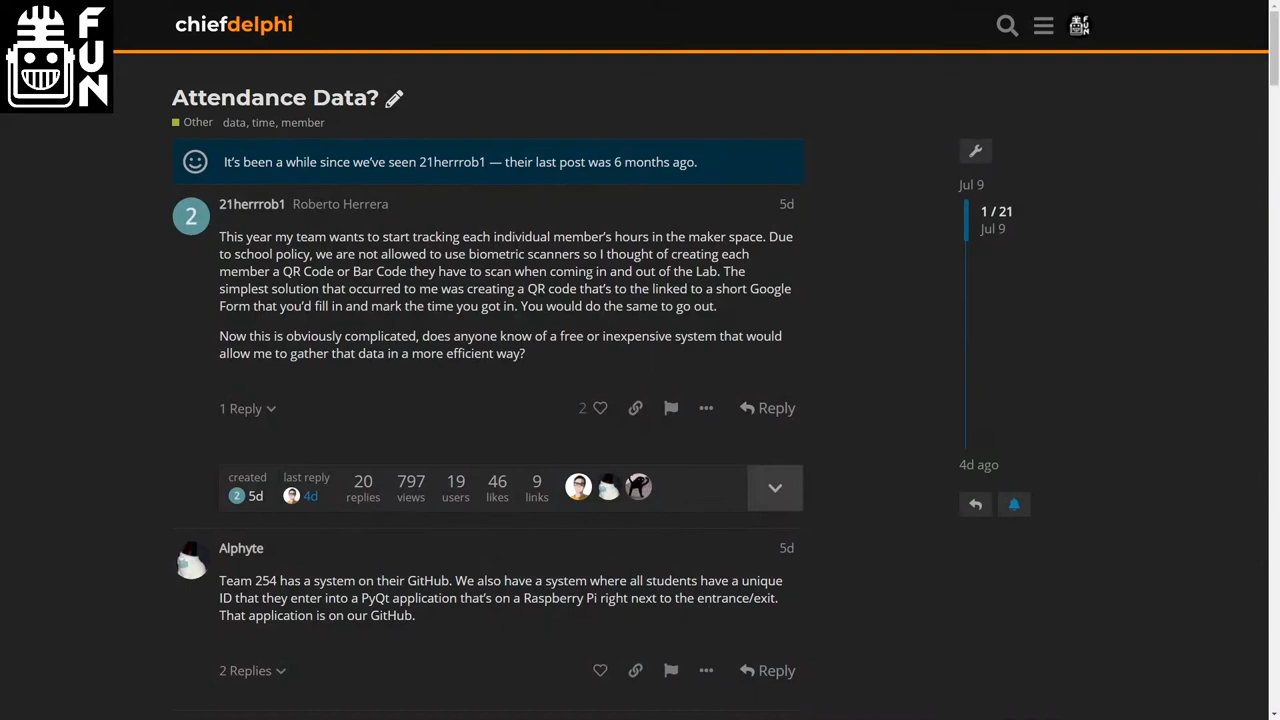 FUN
chiefdelphi
FUN
Attendance Data?
Other data, time, member
It's been a while since we've seen 21herrrob1 — their last post was 6 months ago.
Jul 9
1 / 21
Jul 9
2
21herrrob1 Roberto Herrera 5d
This year my team wants to start tracking each individual member's hours in the maker space. Due
to school policy, we are not allowed to use biometric scanners so I thought of creating each
member a QR Code or Bar Code they have to scan when coming in and out of the Lab. The
simplest solution that occurred to me was creating a QR code that's to the linked to a short Google
Form that you'd fill in and mark the time you got in. You would do the same to go out.
Now this is obviously complicated, does anyone know of a free or inexpensive system that would
allow me to gather that data in a more efficient way?
1 Reply 2 Reply
4d ago
created last reply 20 797 19 46 9
2 5d 4d replies views users likes links
Alphyte 5d
Team 254 has a system on their GitHub. We also have a system where all students have a unique
ID that they enter into a PyQt application that's on a Raspberry Pi right next to the entrance/exit.
That application is on our GitHub.
2 Replies Reply